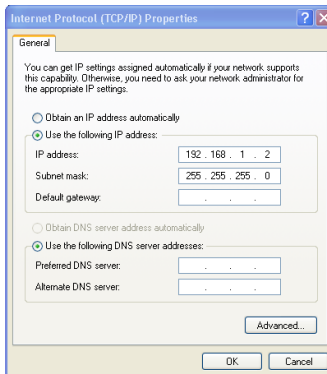 Internet Protocol (TCP/IP) Properties
General
You can get IP settings assigned automatically if your network supports
this capability. Otherwise, you need to ask your network administrator for
the appropriate IP settings.
Obtain an IP address automatically
Use the following IP address:
IP address: 192 . 168 . 1 . 2
Subnet mask: 255 . 255 . 255 . 0
Default gateway: . . .
Obtain DNS server address automatically
Use the following DNS server addresses:
Preferred DNS server: . . .
Alternate DNS server: . . .
Advanced...
OK Cancel